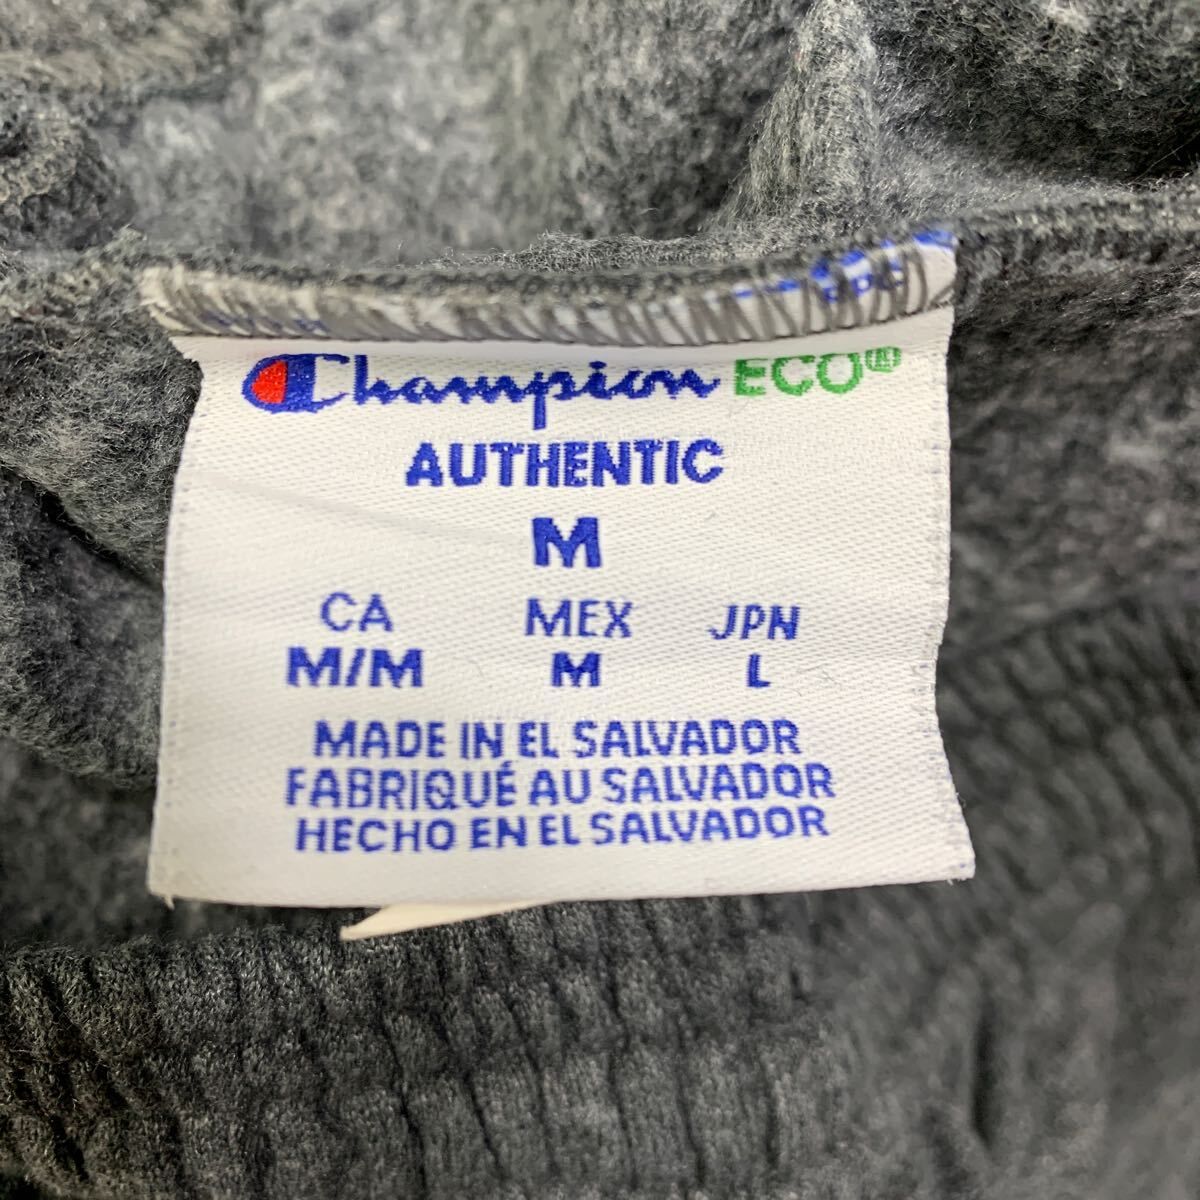 Champion ECO®
AUTHENTIC
M
CA MEX JPN
M/M M L
MADE IN EL SALVADOR
FABRIQUÉ AU SALVADOR
HECHO EN EL SALVADOR